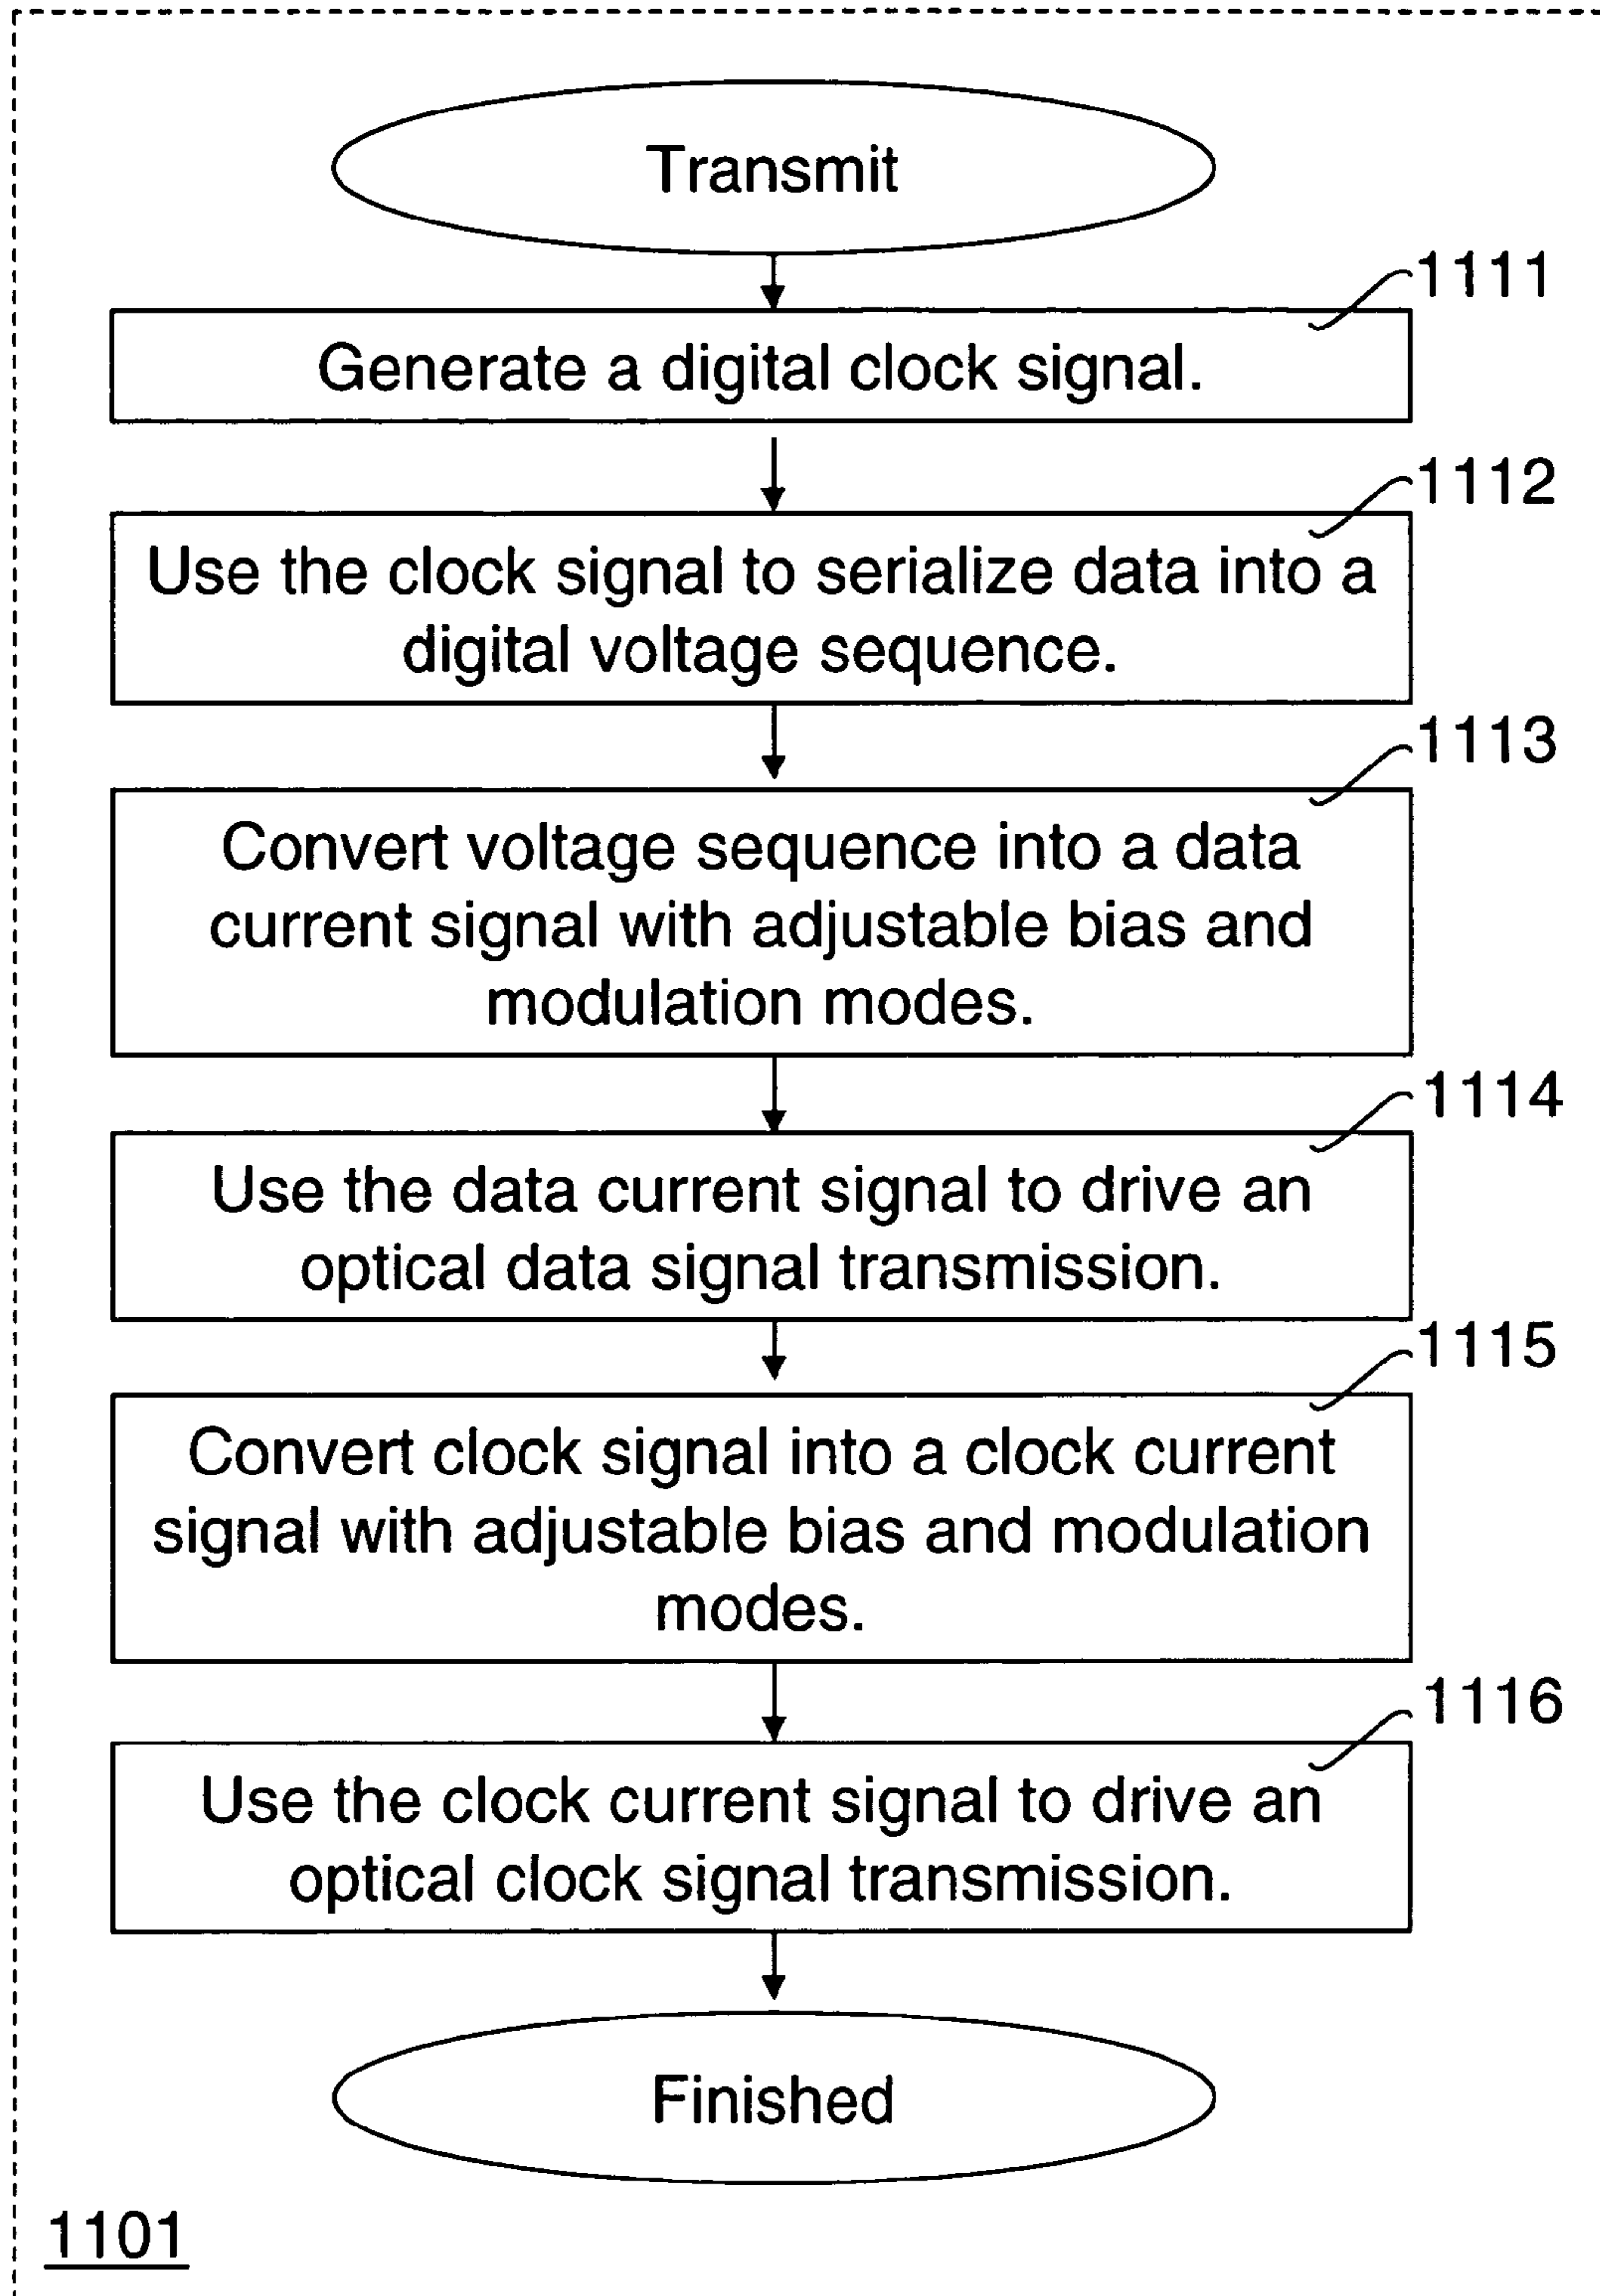 Transmit
1111
Generate a digital clock signal.
1112
Use the clock signal to serialize data into a
digital voltage sequence.
1113
Convert voltage sequence into a data
current signal with adjustable bias and
modulation modes.
1114
Use the data current signal to drive an
optical data signal transmission.
1115
Convert clock signal into a clock current
signal with adjustable bias and modulation
modes.
1116
Use the clock current signal to drive an
optical clock signal transmission.
Finished
1101